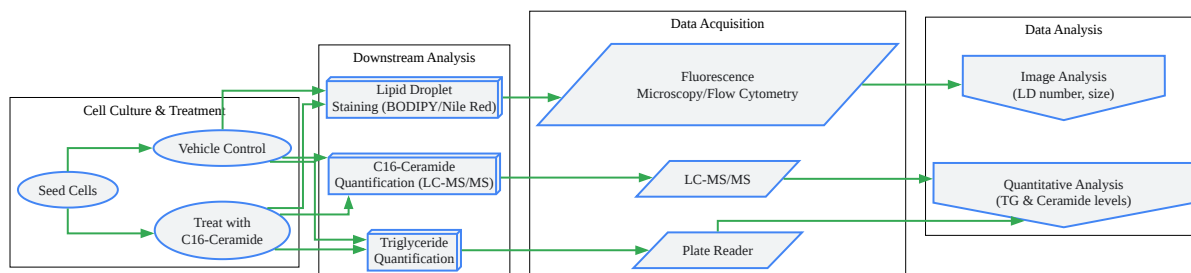 Cell Culture & Treatment
Seed Cells
Vehicle Control
Treat with
C16-Ceramide
Downstream Analysis
Lipid Droplet
Staining (BODIPY/Nile Red)
C16-Ceramide
Quantification (LC-MS/MS)
Triglyceride
Quantification
Data Acquisition
Fluorescence
Microscopy/Flow Cytometry
LC-MS/MS
Plate Reader
Data Analysis
Image Analysis
(LD number, size)
Quantitative Analysis
(TG & Ceramide levels)